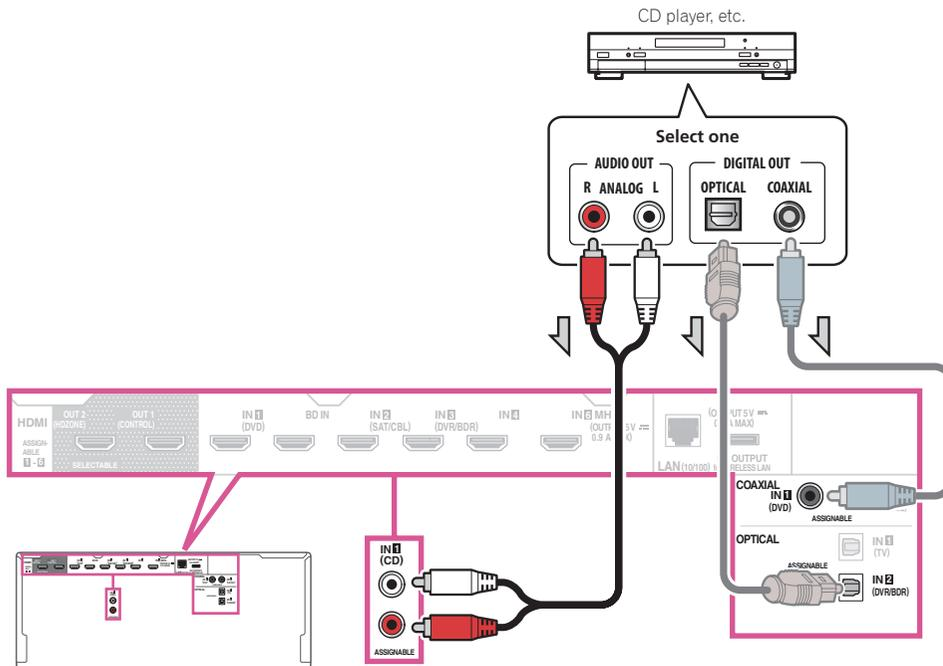 CD player, etc.
Select one
AUDIO OUT
DIGITAL OUT
R ANALOG L
OPTICAL
COAXIAL
HDMI
ASSIGN-
ABLE
1-6
OUT 2
(HDZONE)
OUT 1
(CONTROL)
SELECTABLE
IN 1
(DVD)
BD IN
IN 2
(SAT/CBL)
IN 3
(DVR/BDR)
IN 4
LAN (10/100)
OUTPUT
COAXIAL
IN 1
(DVD)
ASSIGNABLE
OPTICAL
IN 1
(TV)
ASSIGNABLE
IN 2
(DVR/BDR)
IN 1
(CD)
ASSIGNABLE